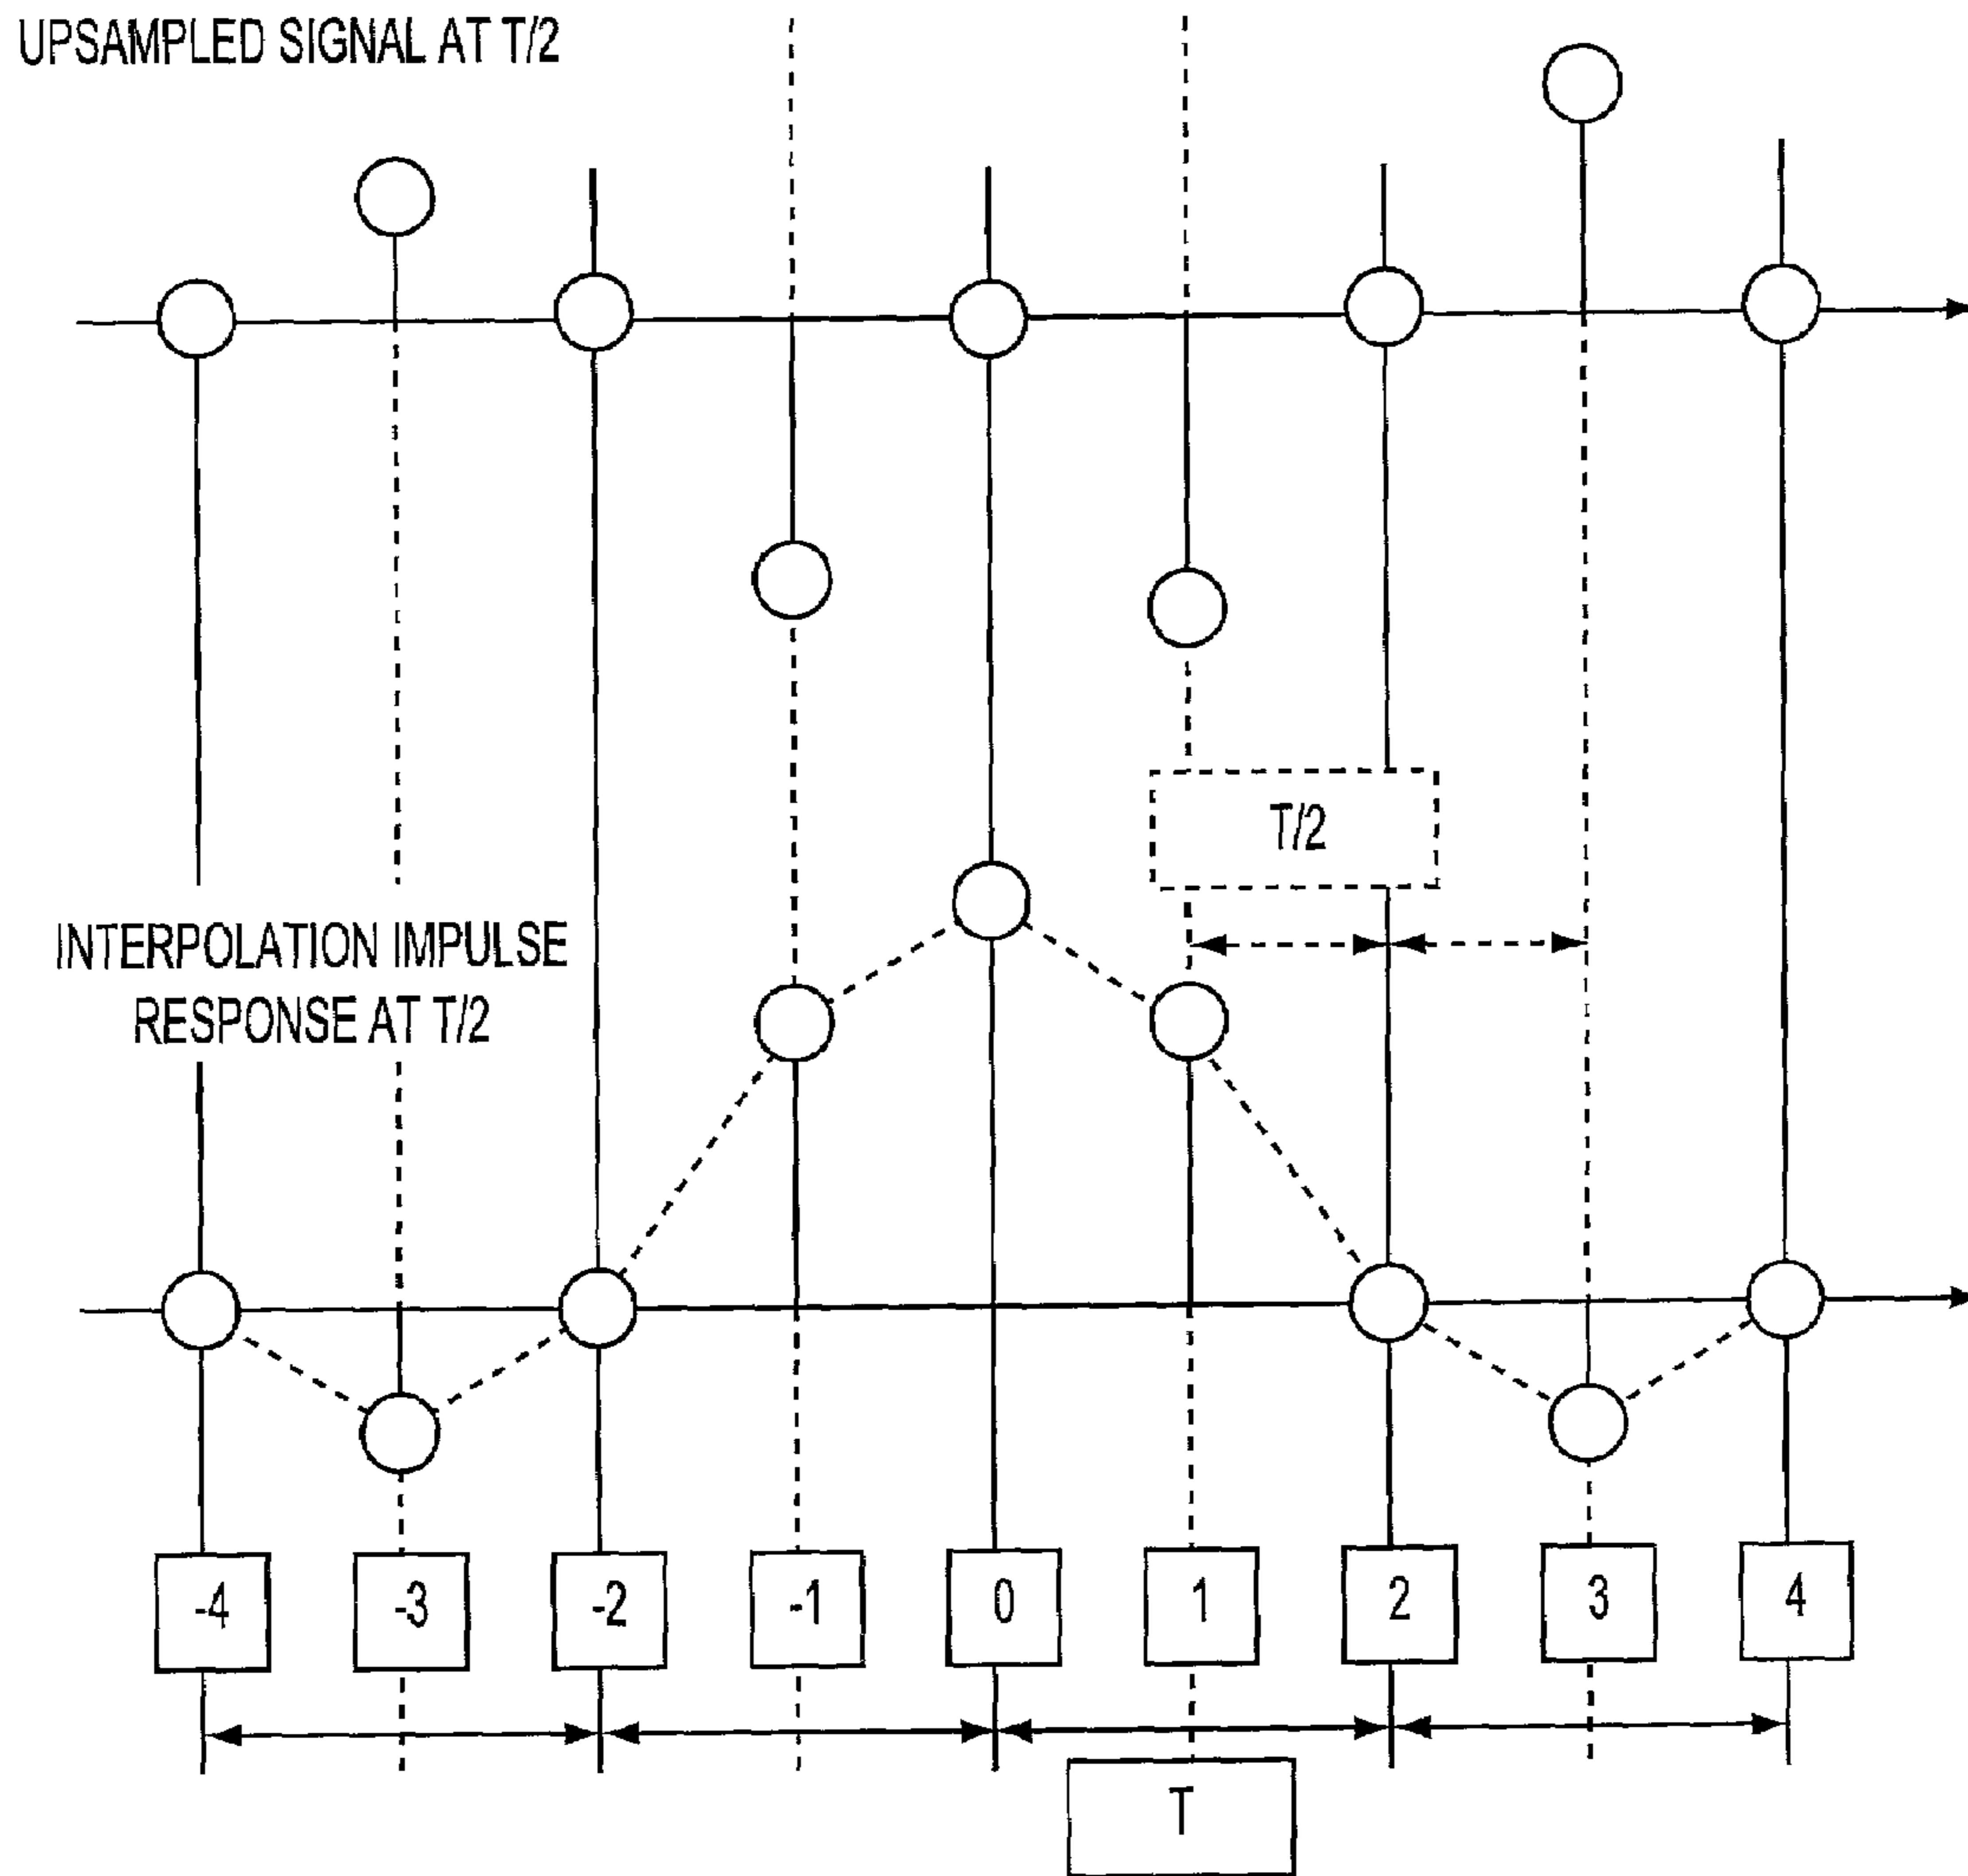 UPSAMPLED SIGNAL AT T/2
T/2
INTERPOLATION IMPULSE
RESPONSE AT T/2
-4 -3 -2 -1 0 1 2 3 4
T